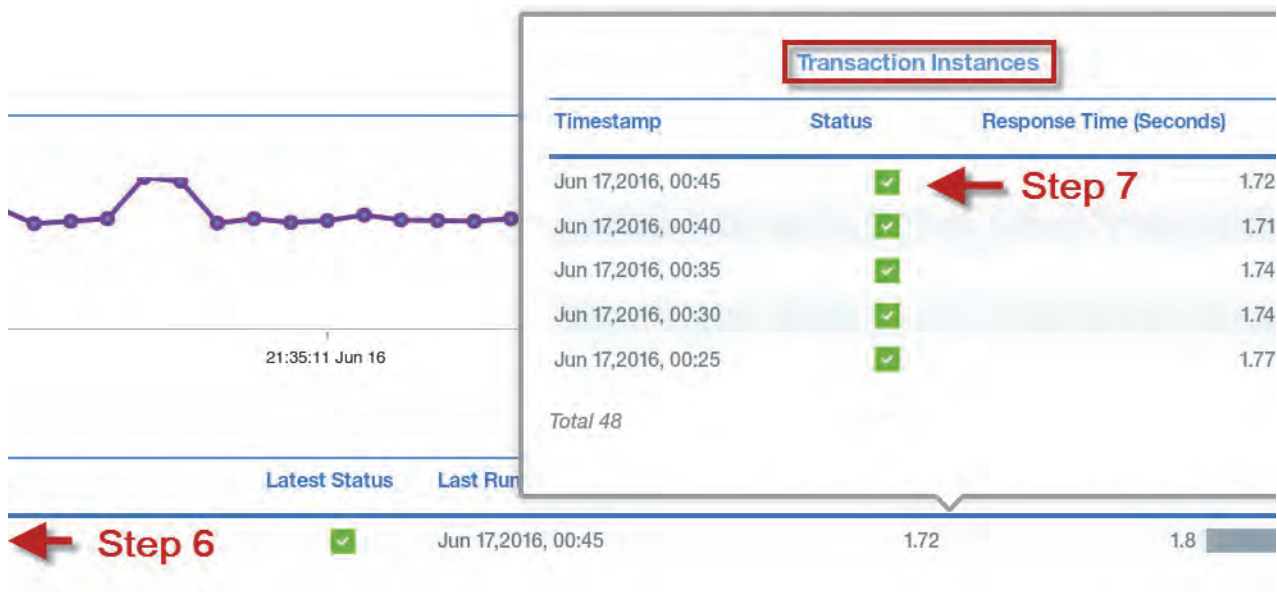 Transaction Instances
Timestamp Status Response Time (Seconds)
Jun 17,2016, 00:45 Step 7 1.72
Jun 17,2016, 00:40 1.71
Jun 17,2016, 00:35 1.74
Jun 17,2016, 00:30 1.74
Jun 17,2016, 00:25 1.77
Total 48
21:35:11 Jun 16
Latest Status Last Run
Step 6 Jun 17,2016, 00:45 1.72 1.8